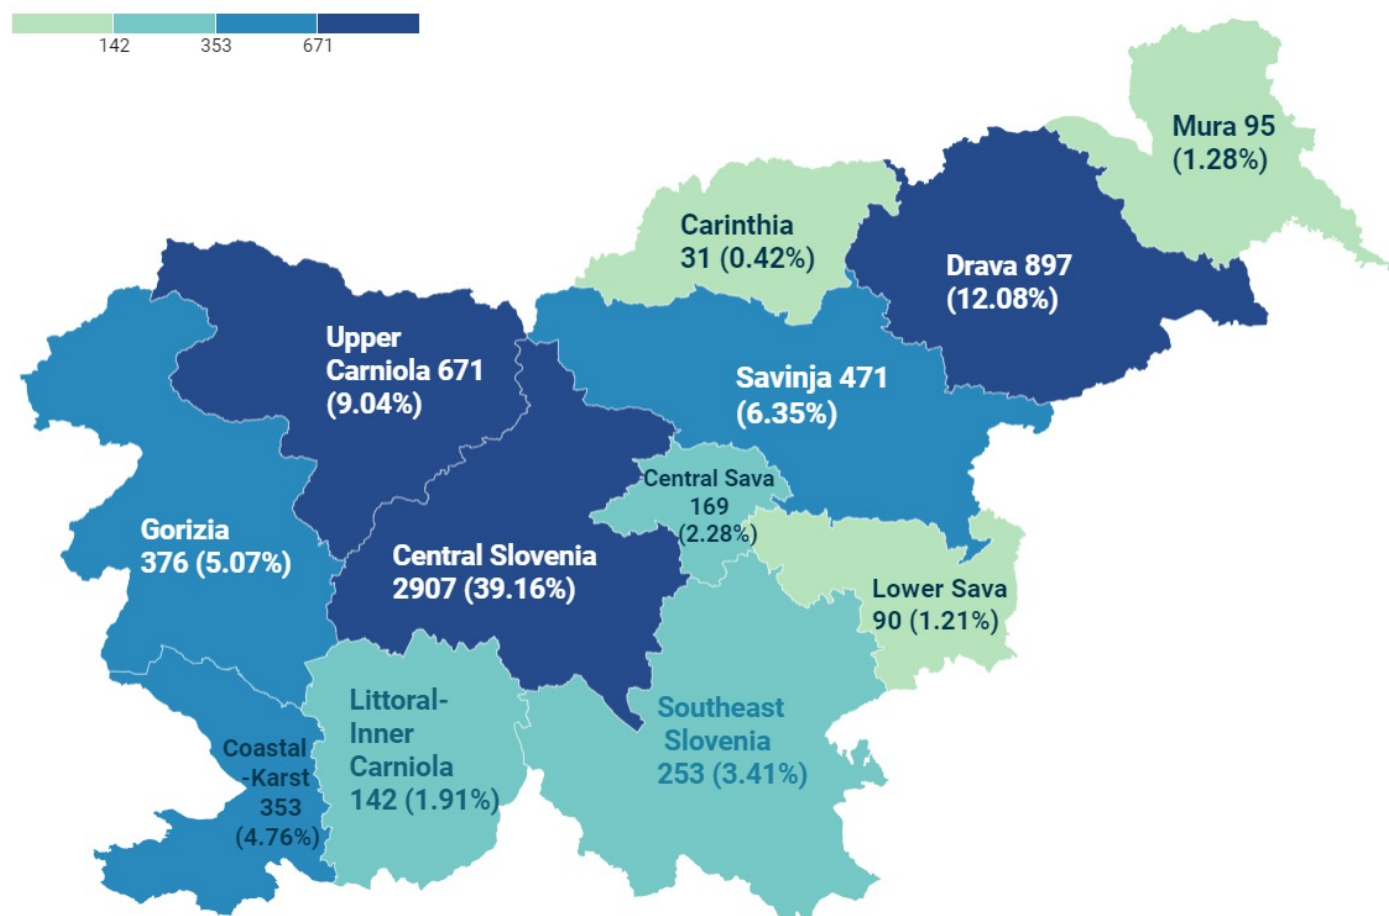 142 353 671
Mura 95
(1.28%)
Carinthia
31 (0.42%)
Drava 897
(12.08%)
Upper
Carniola 671
(9.04%)
Savinja 471
(6.35%)
Central Sava
169
(2.28%)
Gorizia
376 (5.07%)
Central Slovenia
2907 (39.16%)
Lower Sava
90 (1.21%)
Littoral-
Inner
Carniola
142 (1.91%)
Southeast
Slovenia
253 (3.41%)
Coastal
-Karst
353
(4.76%)